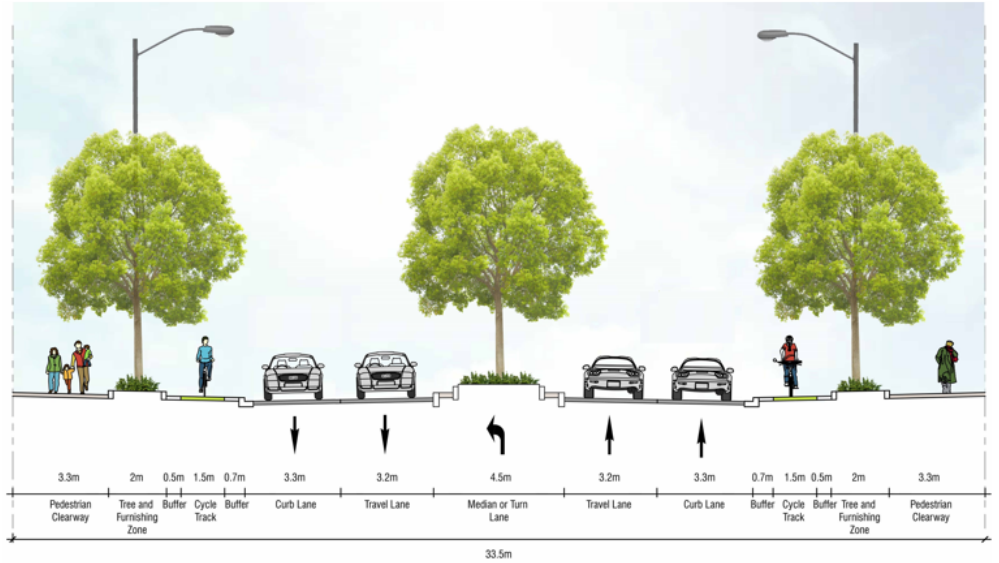 3.3m 2m 0.5m 1.5m 0.7m 3.3m 3.2m 4.5m 3.2m 3.3m 0.7m 1.5m 0.5m 2m 3.3m
Pedestrian Clearway
Tree and Furnishing Zone
Buffer
Cycle Track
Buffer
Curb Lane
Travel Lane
Median or Turn Lane
Travel Lane
Curb Lane
Buffer
Cycle Track
Buffer
Tree and Furnishing Zone
Pedestrian Clearway
33.5m